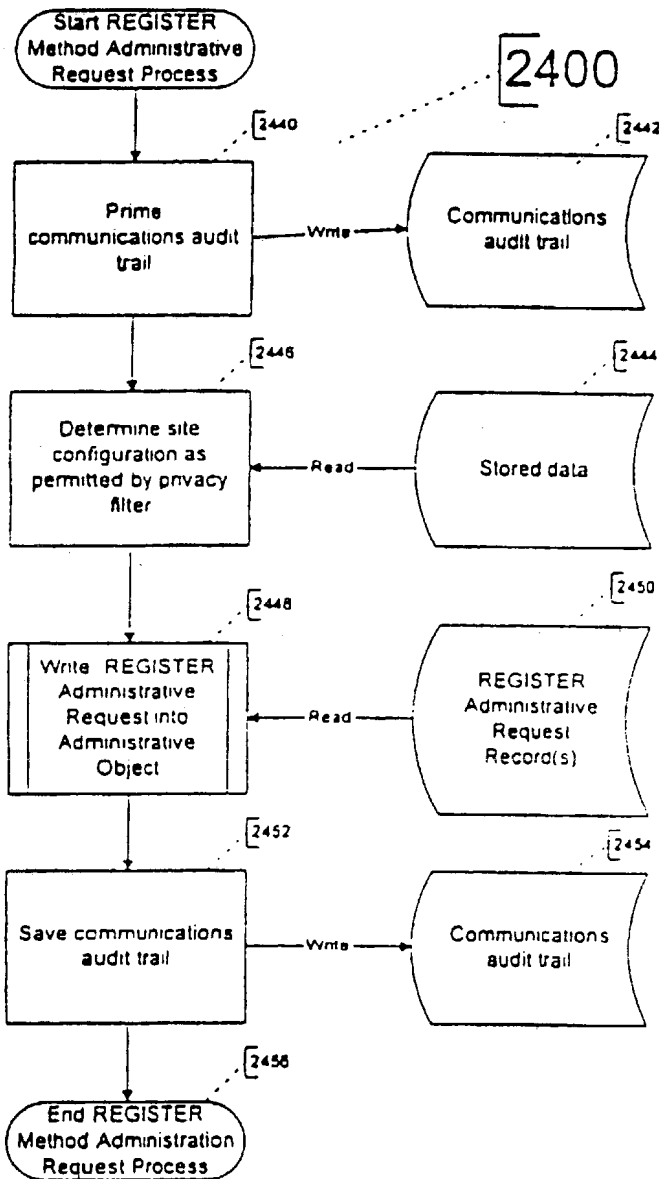 Start REGISTER
Method Administrative
Request Process
2400
2440
2442
Prime
communications audit
trail
Write
Communications
audit trail
2446
2444
Determine site
configuration as
permitted by privacy
filter
Read
Stored data
2448
2450
Write REGISTER
Administrative
Request into
Administrative
Object
Read
REGISTER
Administrative
Request
Record(s)
2452
2454
Save communications
audit trail
Write
Communications
audit trail
2456
End REGISTER
Method Administration
Request Process